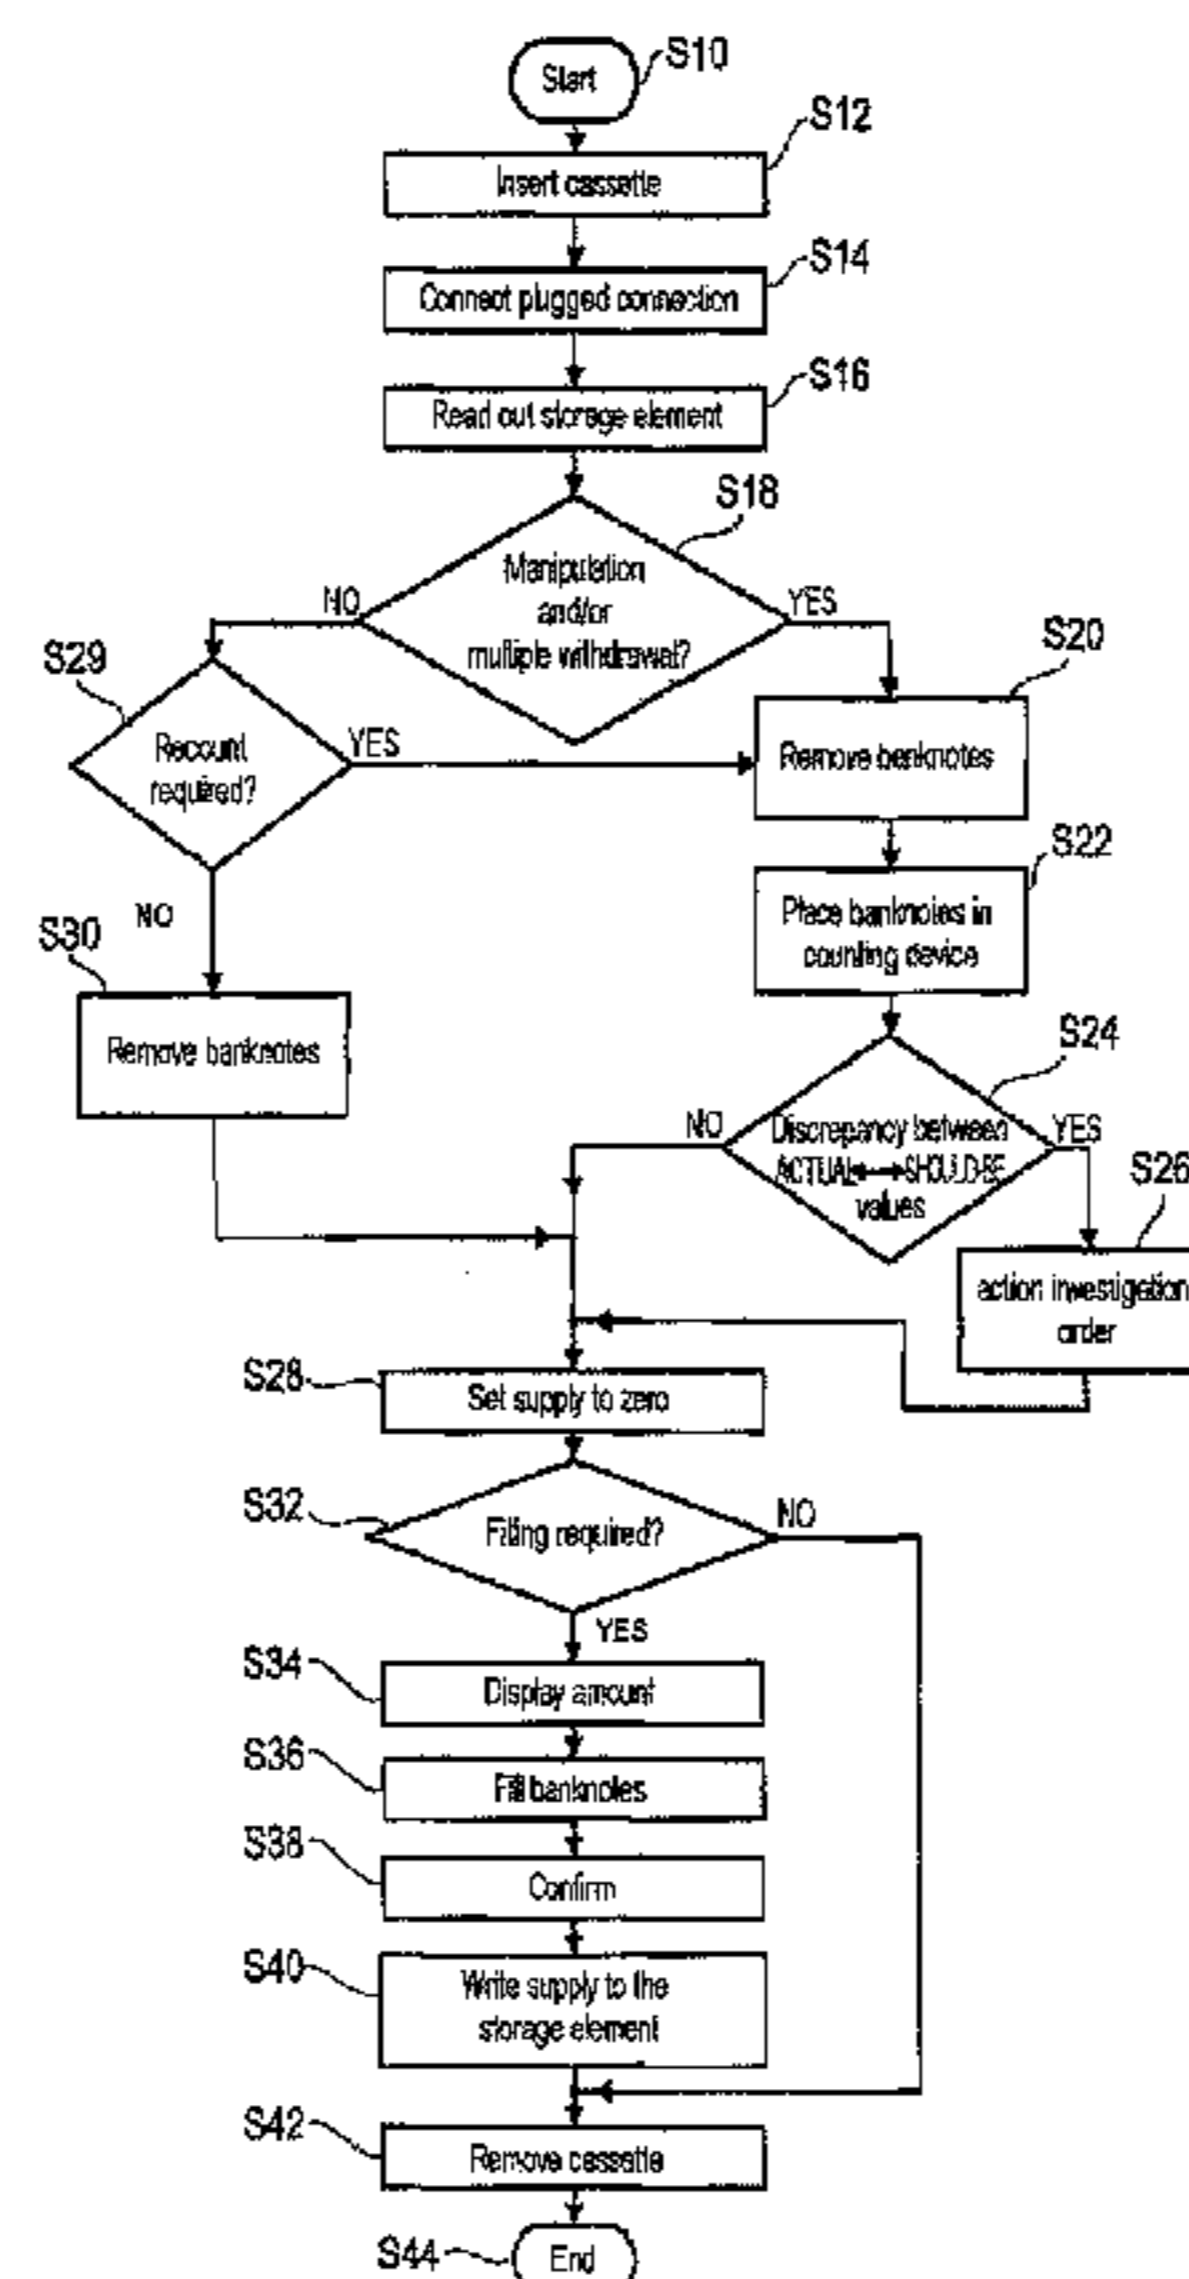 Start
S10
S12
Insert cassette
S14
Connect plugged connection
S16
Read out storage element
S18
Manipulation
and/or
multiple withdrawal?
NO
YES
S29
Recount
required?
YES
S20
Remove banknotes
S22
Place banknotes in
counting device
NO
S30
Remove banknotes
S24
Discrepancy between
ACTUAL SHOULD-BE
values
NO
YES
S26
action investigation
order
S28
Set supply to zero
S32
Filling required?
NO
YES
S34
Display amount
S36
Fill banknotes
S38
Confirm
S40
Write supply to the
storage element
S42
Remove cassette
S44
End